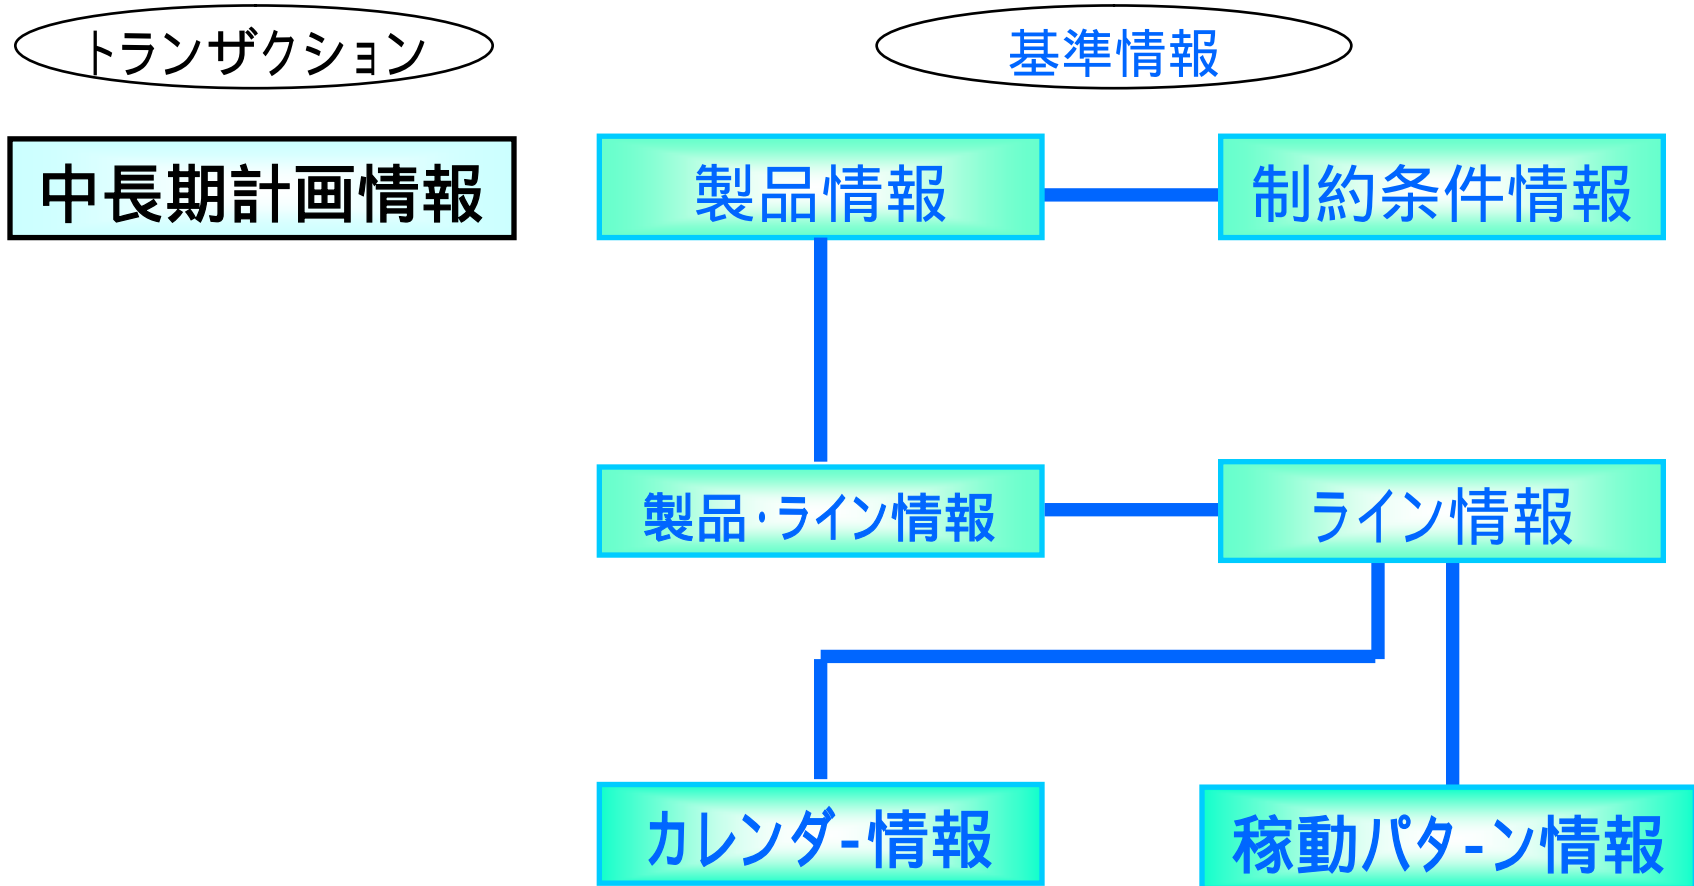 トランザクション
基準情報
中長期計画情報
製品情報
制約条件情報
製品・ライン情報
ライン情報
カレンダ-情報
稼動パタ-ン情報